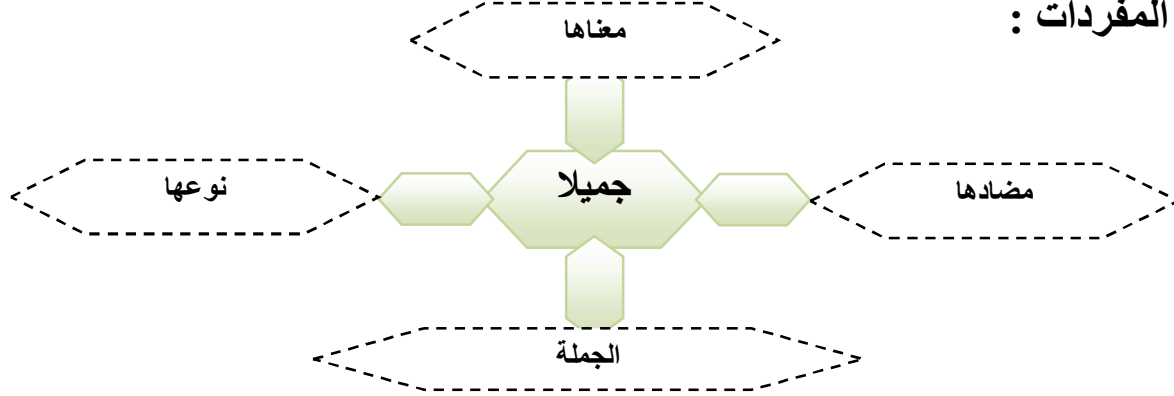 المفردات :
معناها
مضادها
جميلا
نوعها
الجملة